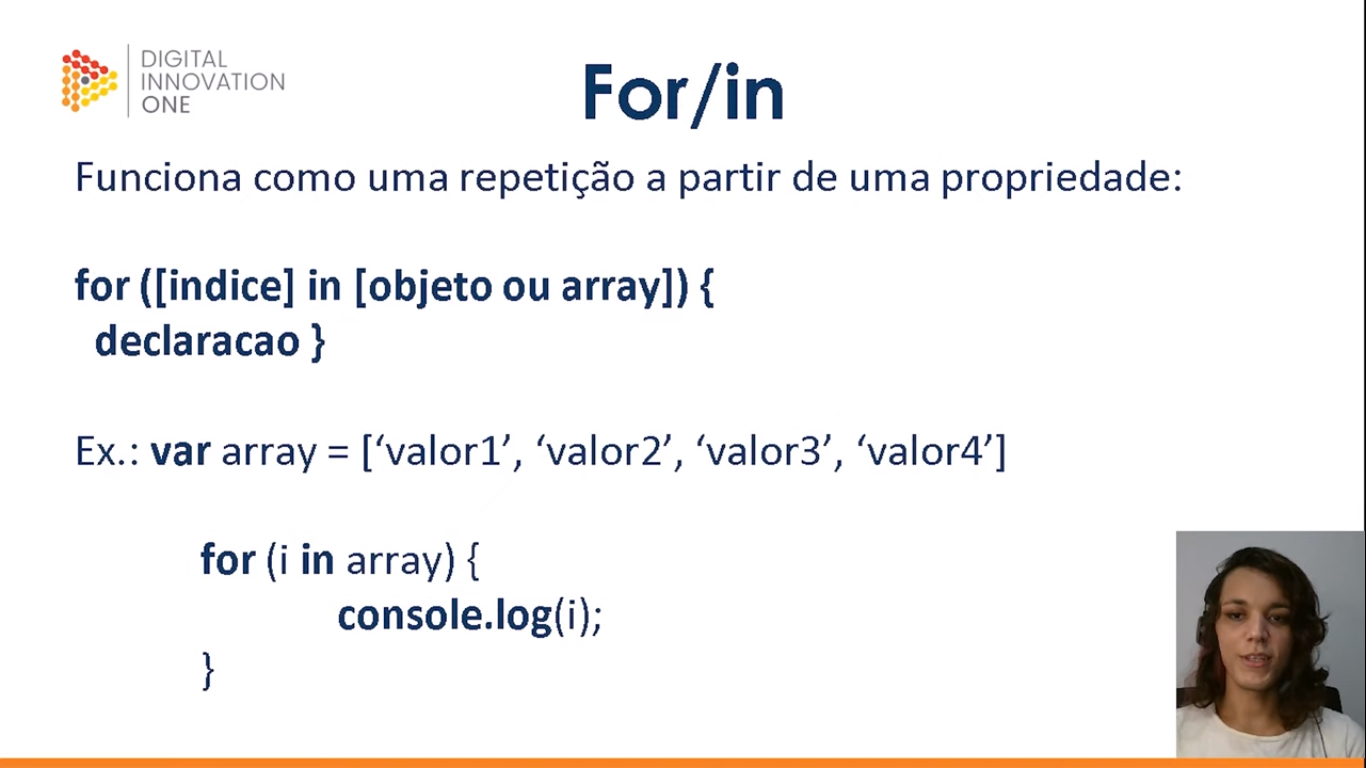 DIGITAL
INNOVATION
ONE
For/in
Funciona como uma repetição a partir de uma propriedade:
for ([indice] in [objeto ou array]) {
declaracao }
Ex.: var array = [‘valor1’, ‘valor2’, ‘valor3’, ‘valor4’]
for (i in array) {
console.log(i);
}